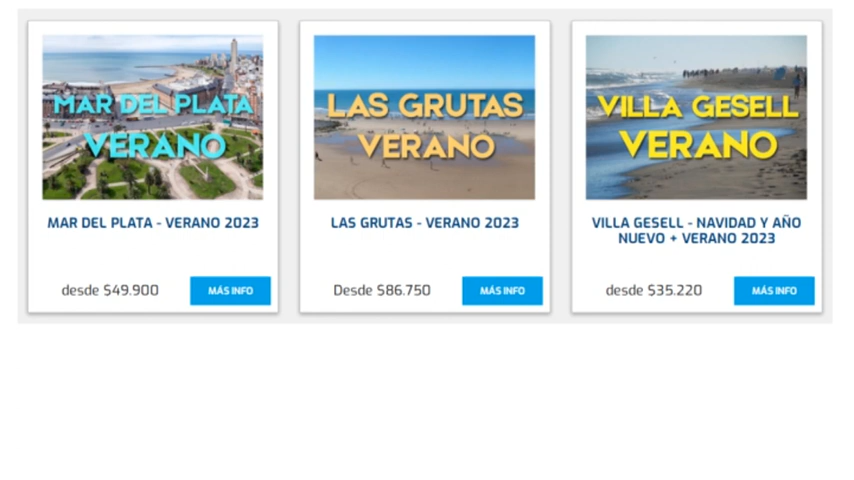 MAR DEL PLATA
VERANO
MAR DEL PLATA - VERANO 2023
desde $49.900
MÁS INFO
LAS GRUTAS
VERANO
LAS GRUTAS - VERANO 2023
Desde $86.750
MÁS INFO
VILLA GESELL
VERANO
VILLA GESELL - NAVIDAD Y AÑO
NUEVO + VERANO 2023
desde $35.220
MÁS INFO